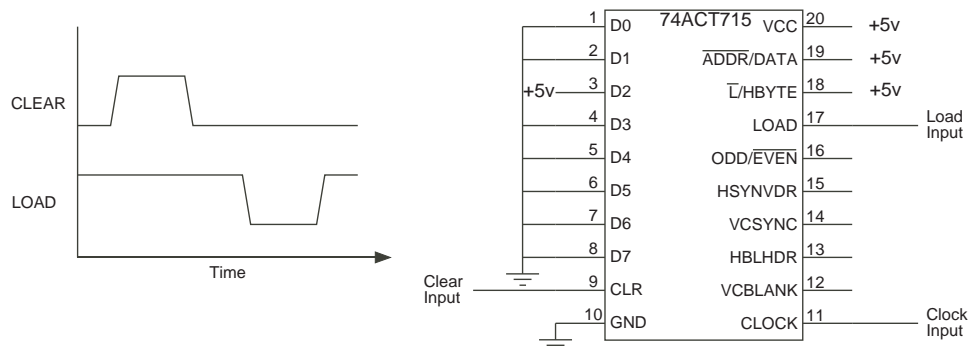 CLEAR
LOAD
Time
74ACT715
1 D0 VCC 20 +5v
2 D1 ADDR/DATA 19 +5v
+5v 3 D2 L/HBYTE 18 +5v
4 D3 LOAD 17 Load Input
5 D4 ODD/EVEN 16
6 D5 HSYNVDR 15
7 D6 VCSYNC 14
8 D7 HBLHDR 13
Clear Input 9 CLR VCBLANK 12
10 GND CLOCK 11 Clock Input